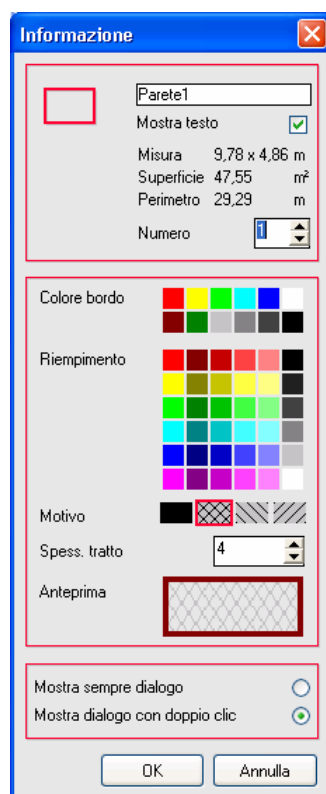 Informazione
Parete1
Mostra testo
Misura 9,78 x 4,86 m
Superficie 47,55 m²
Perimetro 29,29 m
Numero 1
Colore bordo
Riempimento
Motivo
Spess. tratto 4
Anteprima
Mostra sempre dialogo
Mostra dialogo con doppio clic
OK Annulla